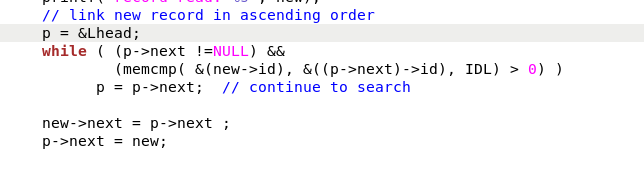 // link new record in ascending order
p = &Lhead;
while ( (p->next !=NULL) &&
(memcmp( &(new->id), &((p->next)->id), IDL) > 0) )
p = p->next;  // continue to search
new->next = p->next ;
p->next = new;